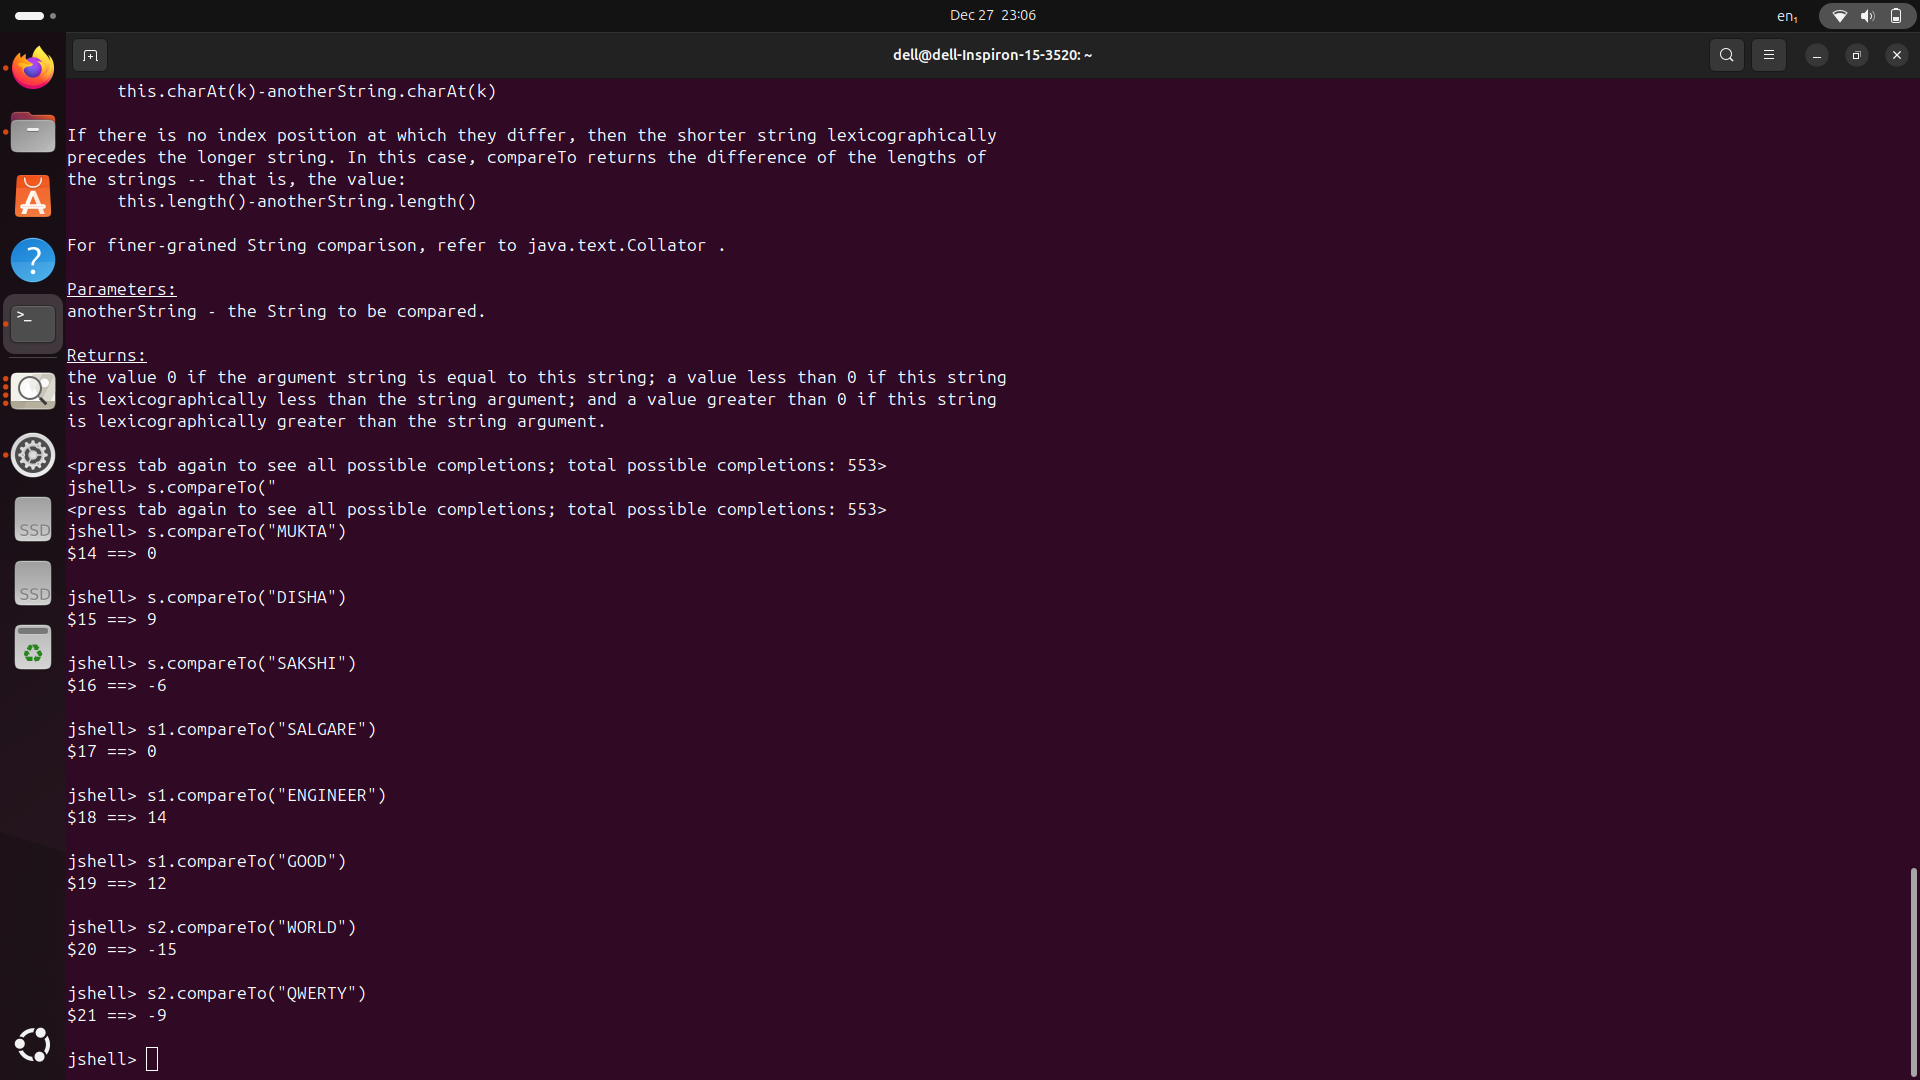 Dec 27 23:06
en₁
dell@dell-Inspiron-15-3520: ~
this.charAt(k)-anotherString.charAt(k)
If there is no index position at which they differ, then the shorter string lexicographically
precedes the longer string. In this case, compareTo returns the difference of the lengths of
the strings -- that is, the value:
this.length()-anotherString.length()
For finer-grained String comparison, refer to java.text.Collator .
Parameters:
anotherString - the String to be compared.
Returns:
the value 0 if the argument string is equal to this string; a value less than 0 if this string
is lexicographically less than the string argument; and a value greater than 0 if this string
is lexicographically greater than the string argument.
<press tab again to see all possible completions; total possible completions: 553>
jshell> s.compareTo("
<press tab again to see all possible completions; total possible completions: 553>
jshell> s.compareTo("MUKTA")
$14 ==> 0
jshell> s.compareTo("DISHA")
$15 ==> 9
jshell> s.compareTo("SAKSHI")
$16 ==> -6
jshell> s1.compareTo("SALGARE")
$17 ==> 0
jshell> s1.compareTo("ENGINEER")
$18 ==> 14
jshell> s1.compareTo("GOOD")
$19 ==> 12
jshell> s2.compareTo("WORLD")
$20 ==> -15
jshell> s2.compareTo("QWERTY")
$21 ==> -9
jshell>
SSD
SSD